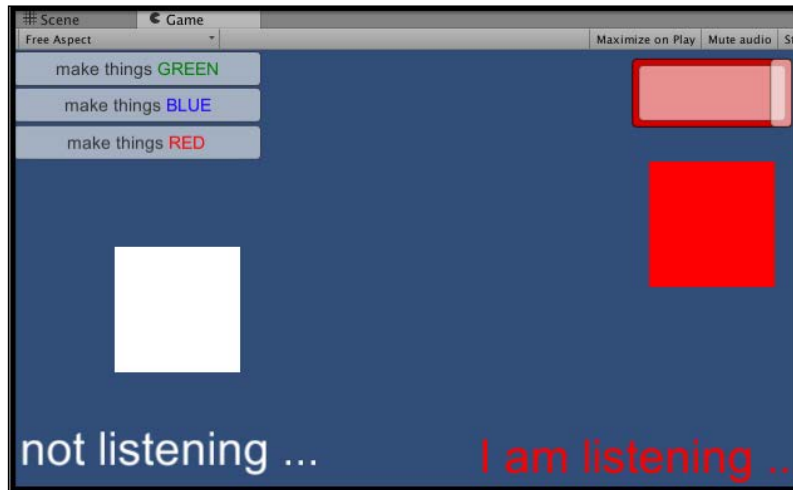 Scene Game
Free Aspect Maximize on Play Mute audio St
make things GREEN
make things BLUE
make things RED
not listening ... I am listening ..